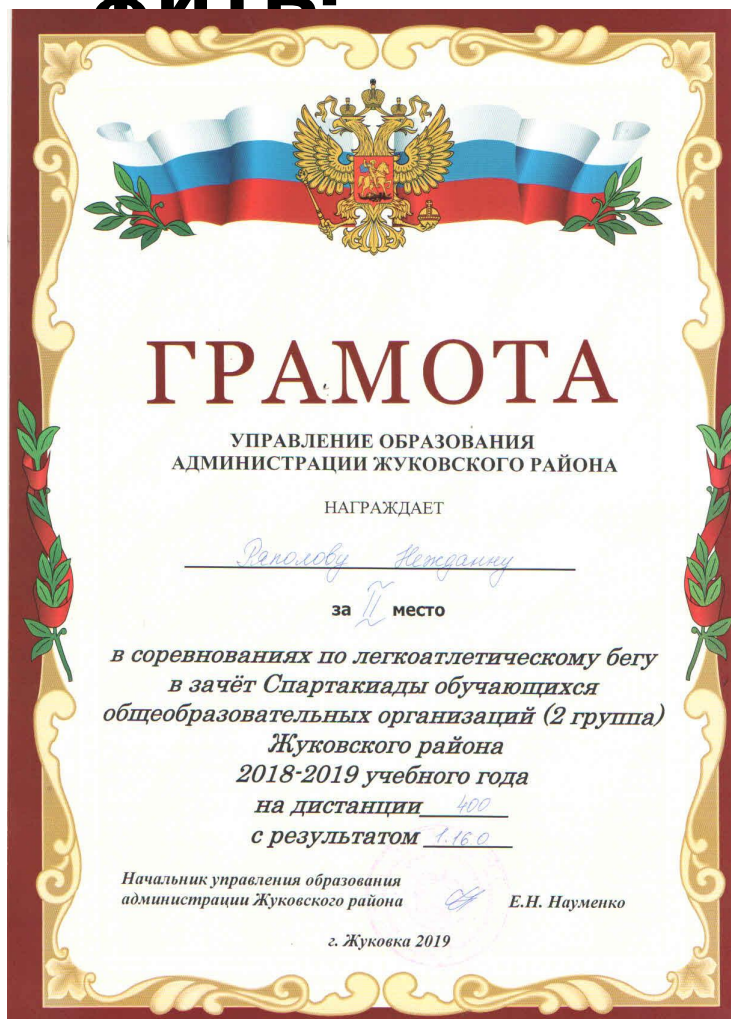 ГРАМОТА
УПРАВЛЕНИЕ ОБРАЗОВАНИЯ
АДМИНИСТРАЦИИ ЖУКОВСКОГО РАЙОНА
НАГРАЖДАЕТ
Раполову Нежданну
за II место
в соревнованиях по легкоатлетическому бегу
в зачёт Спартакиады обучающихся
общеобразовательных организаций (2 группа)
Жуковского района
2018-2019 учебного года
на дистанции 400
с результатом 1.16.0
Начальник управления образования
администрации Жуковского района Е.Н. Науменко
г. Жуковка 2019